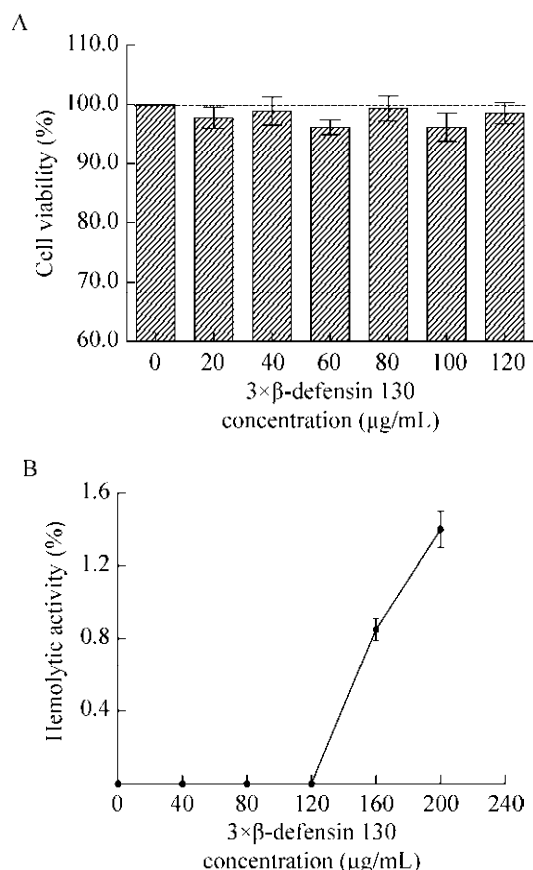 A
110.0
100.0
90.0
80.0
70.0
60.0
Cell viability (%)
0 20 40 60 80 100 120
3×β-defensin 130
concentration (μg/mL)
B
1.6
1.2
0.8
0.4
Hemolytic activity (%)
0 40 80 120 160 200 240
3×β-defensin 130
concentration (μg/mL)